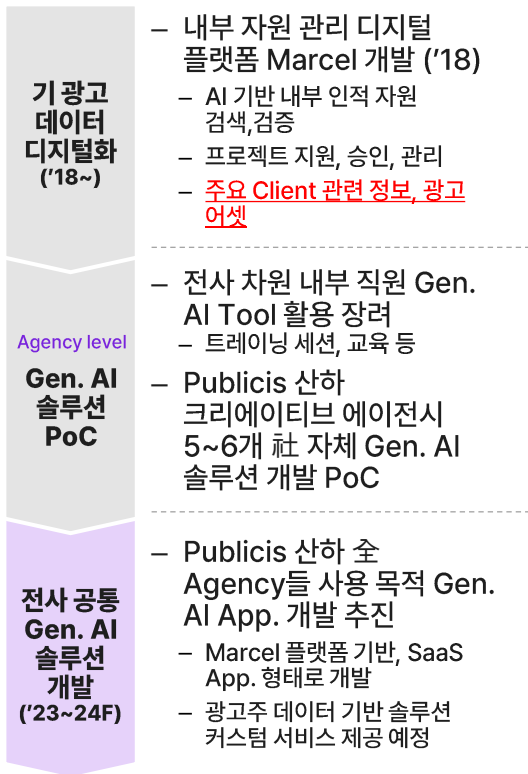 기 광고
데이터
디지털화
(’18~)
– 내부 자원 관리 디지털
플랫폼 Marcel 개발 (’18)
– AI 기반 내부 인적 자원
검색,검증
– 프로젝트 지원, 승인, 관리
– 주요 Client 관련 정보, 광고
어셋
Agency level
Gen. AI
솔루션
PoC
– 전사 차원 내부 직원 Gen.
AI Tool 활용 장려
– 트레이닝 세션, 교육 등
– Publicis 산하
크리에이티브 에이전시
5~6개 社 자체 Gen. AI
솔루션 개발 PoC
전사 공통
Gen. AI
솔루션
개발
(’23~24F)
– Publicis 산하 全
Agency들 사용 목적 Gen.
AI App. 개발 추진
– Marcel 플랫폼 기반, SaaS
App. 형태로 개발
– 광고주 데이터 기반 솔루션
커스텀 서비스 제공 예정